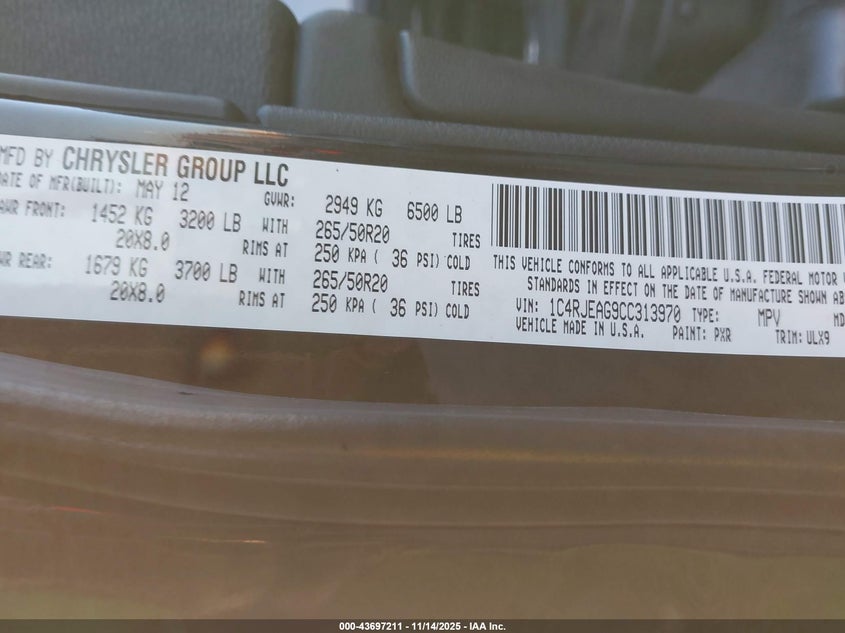 MFD BY CHRYSLER GROUP LLC
DATE OF MFR(BUILT): MAY 12 GVWR: 2949 KG 6500 LB
AWR FRONT: 1452 KG 3200 LB WITH 265/50R20 TIRES
20X8.0 RIMS AT 250 KPA ( 36 PSI) COLD
WR REAR: 1679 KG 3700 LB WITH 265/50R20 TIRES
20X8.0 RIMS AT 250 KPA ( 36 PSI) COLD
THIS VEHICLE CONFORMS TO ALL APPLICABLE U.S.A. FEDERAL MOTOR V
STANDARDS IN EFFECT ON THE DATE OF MANUFACTURE SHOWN AB
VIN: 1C4RJEAG9CC313970 TYPE: MPV MD
VEHICLE MADE IN U.S.A. PAINT: PXR TRIM: ULX9
000-43697211 - 11/14/2025 - IAA Inc.